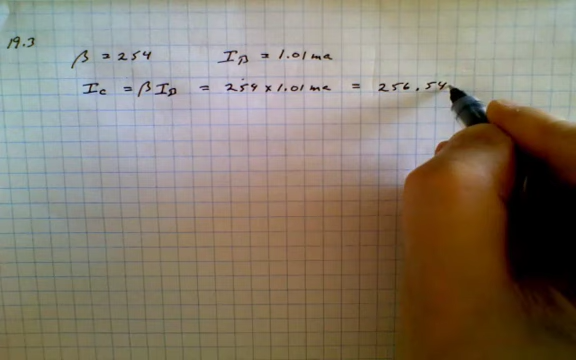 19.3
β = 254 I_B = 1.01 ma
I_C = β I_B = 254 x 1.01 ma = 256.54